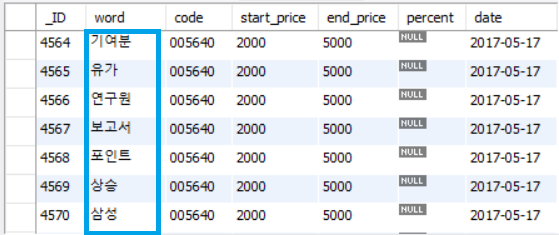 _ID word code start_price end_price percent date
4564 기여분 005640 2000 5000 NULL 2017-05-17
4565 유가 005640 2000 5000 NULL 2017-05-17
4566 연구원 005640 2000 5000 NULL 2017-05-17
4567 보고서 005640 2000 5000 NULL 2017-05-17
4568 포인트 005640 2000 5000 NULL 2017-05-17
4569 상승 005640 2000 5000 NULL 2017-05-17
4570 삼성 005640 2000 5000 NULL 2017-05-17